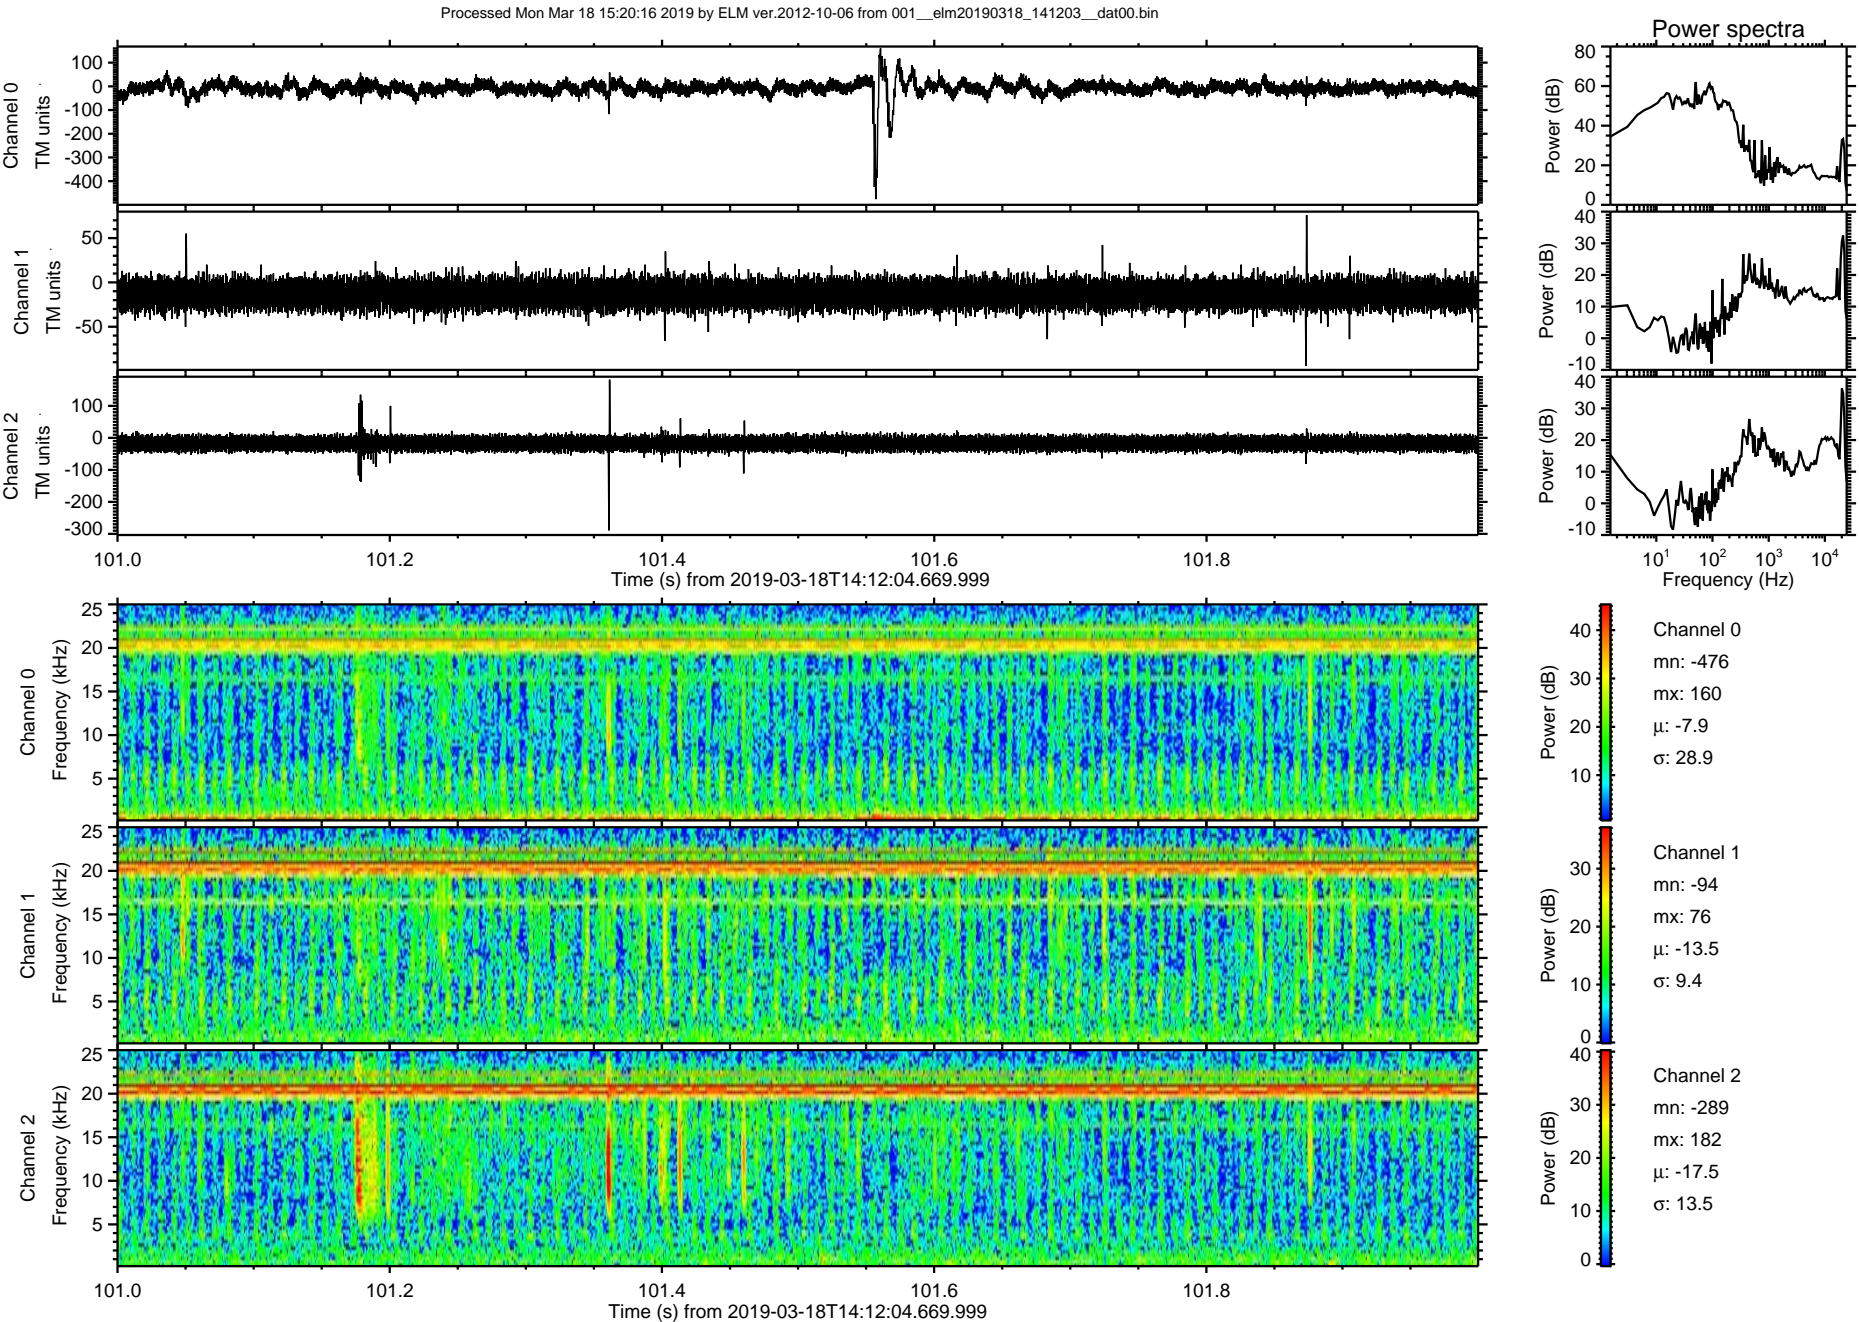 Processed Mon Mar 18 15:20:16 2019 by ELM ver.2012-10-06 from 001__elm20190318_141203__dat00.bin
Power spectra
Channel 0
TM units
100
0
-100
-200
-300
-400
Power (dB)
80
60
40
20
0
Channel 1
TM units
50
0
-50
Power (dB)
40
30
20
10
0
-10
Channel 2
TM units
100
0
-100
-200
-300
Power (dB)
40
30
20
10
0
-10
101.0 101.2 101.4 101.6 101.8
Time (s) from 2019-03-18T14:12:04.669.999
10¹ 10² 10³ 10⁴
Frequency (Hz)
Channel 0
Frequency (kHz)
25
20
15
10
5
Power (dB)
40
30
20
10
Channel 0
mn: -476
mx: 160
μ: -7.9
σ: 28.9
Channel 1
Frequency (kHz)
25
20
15
10
5
Power (dB)
30
20
10
0
Channel 1
mn: -94
mx: 76
μ: -13.5
σ: 9.4
Channel 2
Frequency (kHz)
25
20
15
10
5
Power (dB)
40
30
20
10
0
Channel 2
mn: -289
mx: 182
μ: -17.5
σ: 13.5
101.0 101.2 101.4 101.6 101.8
Time (s) from 2019-03-18T14:12:04.669.999